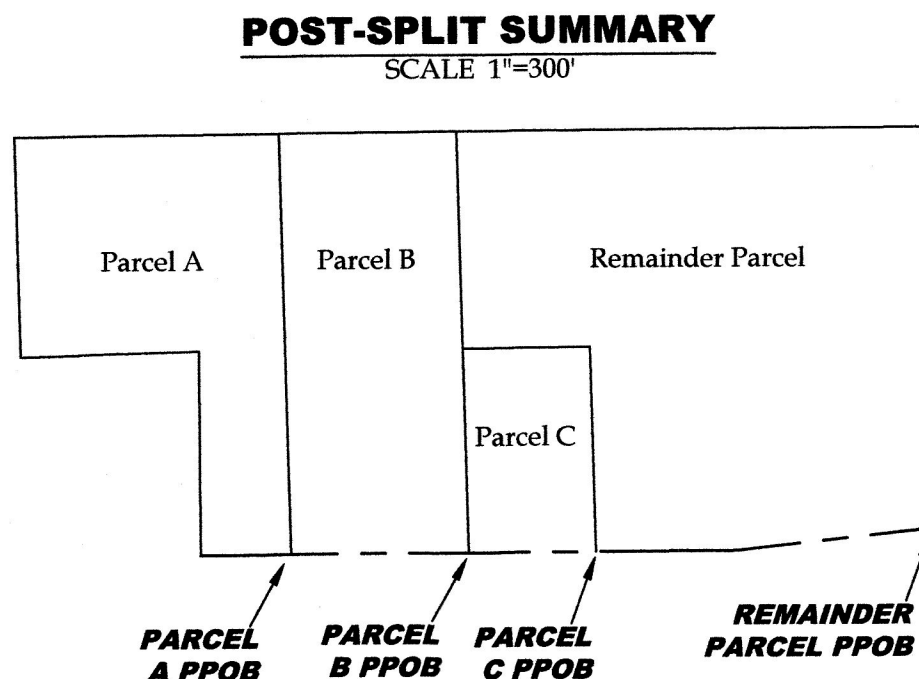 POST-SPLIT SUMMARY
SCALE 1"=300'
Parcel A
Parcel B
Remainder Parcel
Parcel C
PARCEL
A PPOB
PARCEL
B PPOB
PARCEL
C PPOB
REMAINDER
PARCEL PPOB